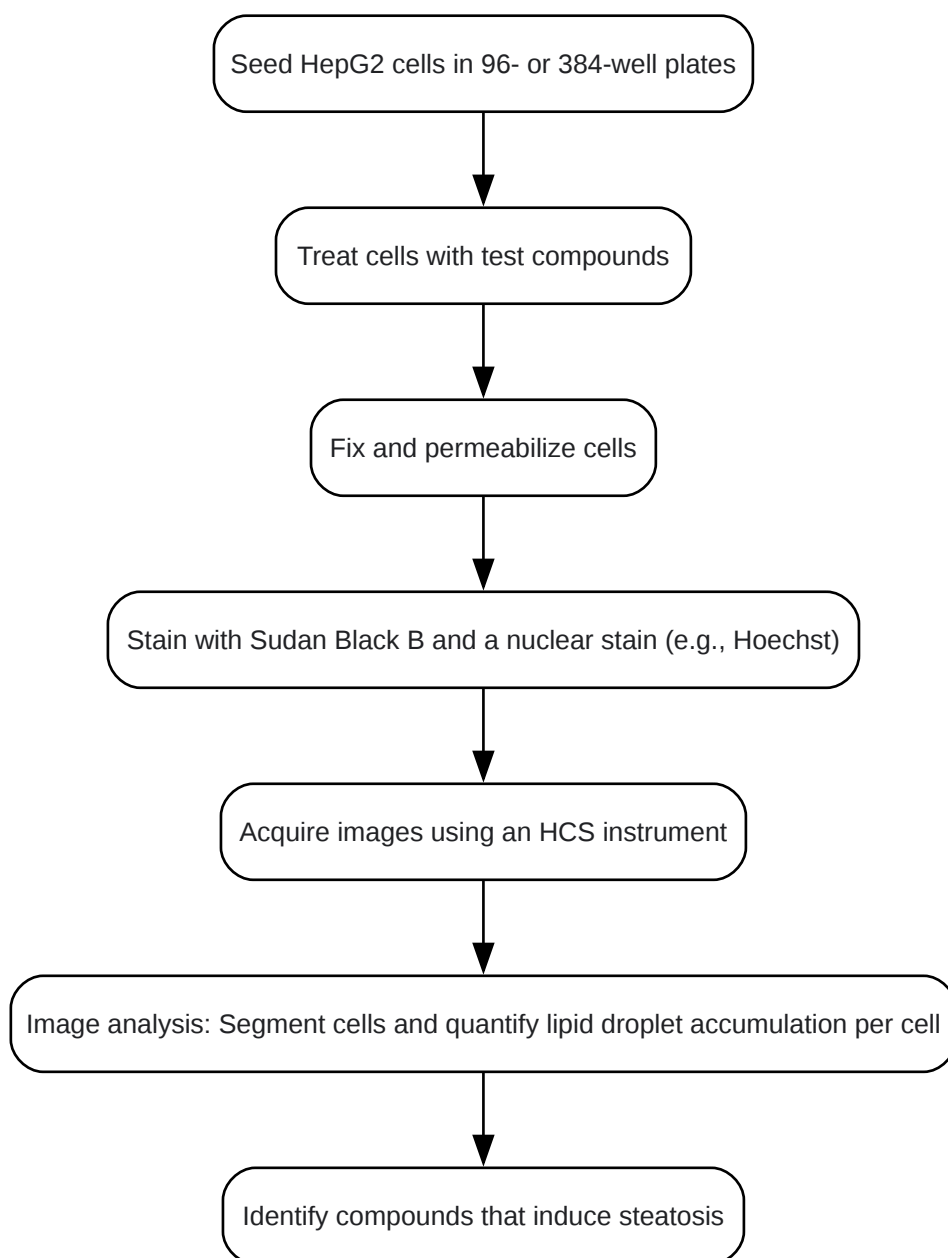 Seed HepG2 cells in 96- or 384-well plates
Treat cells with test compounds
Fix and permeabilize cells
Stain with Sudan Black B and a nuclear stain (e.g., Hoechst)
Acquire images using an HCS instrument
Image analysis: Segment cells and quantify lipid droplet accumulation per cell
Identify compounds that induce steatosis